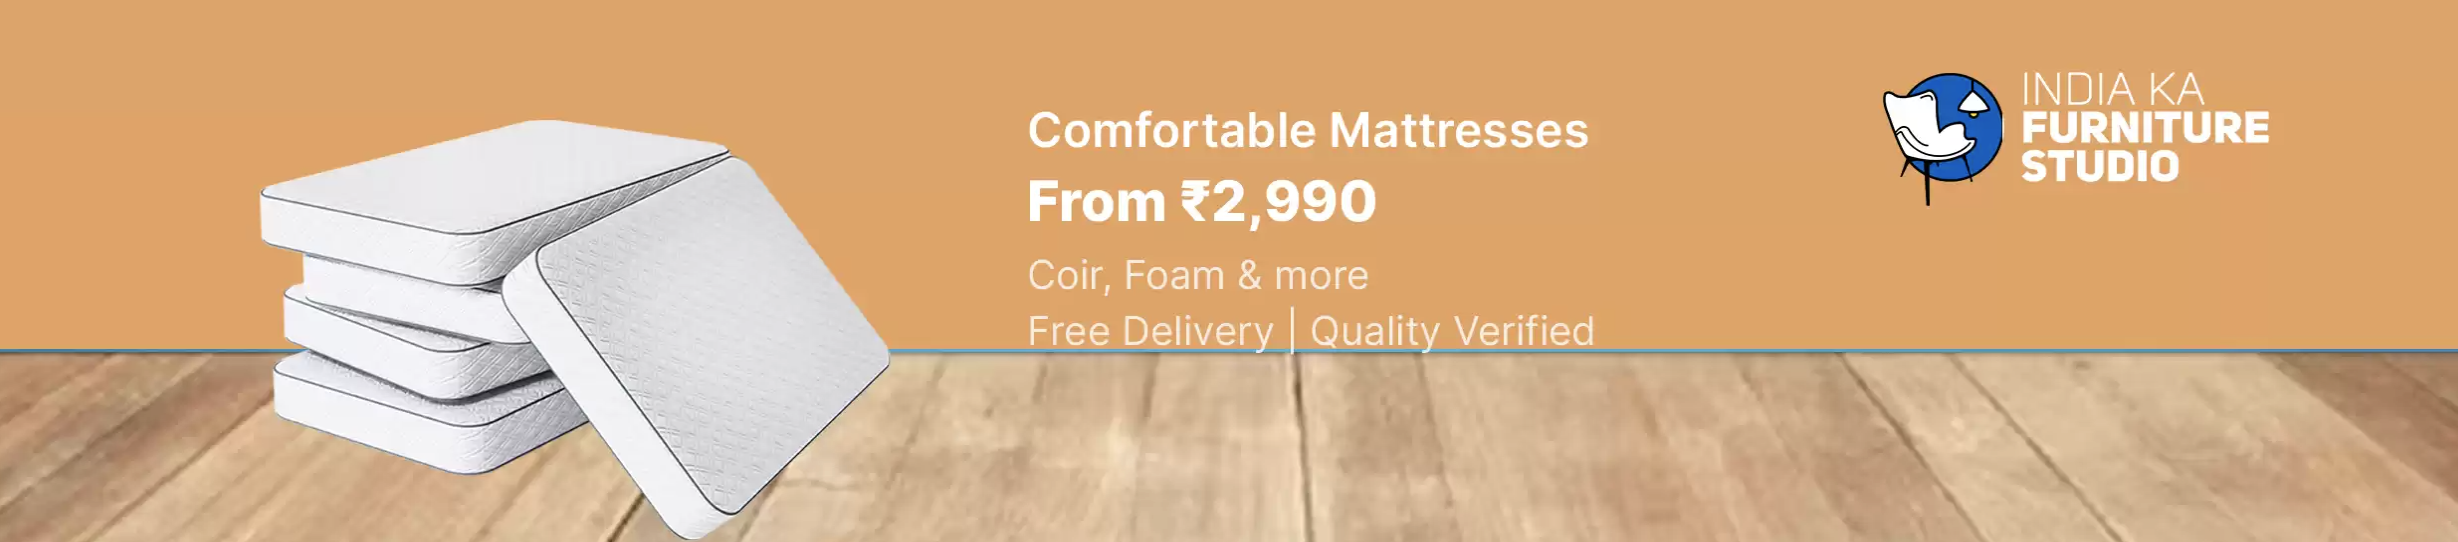 Comfortable Mattresses
From ₹2,990
Coir, Foam & more
Free Delivery | Quality Verified
INDIA KA
FURNITURE
STUDIO